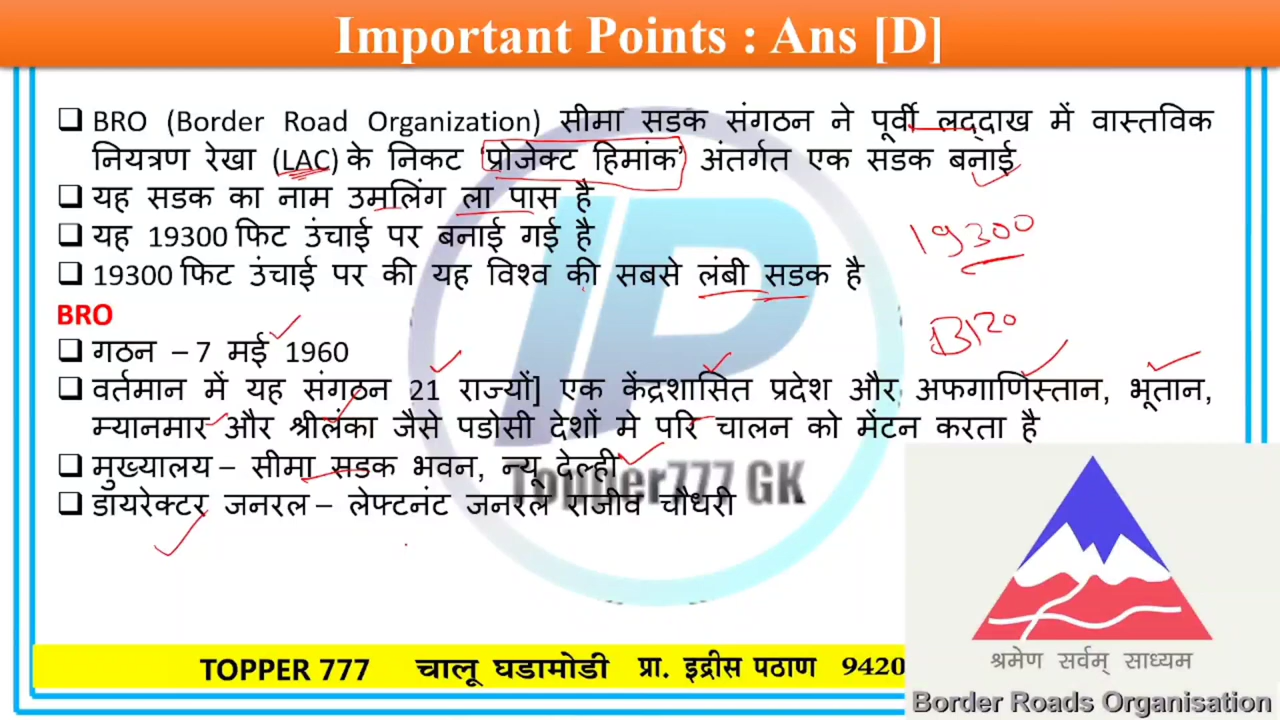 Important Points : Ans [D]
❑ BRO (Border Road Organization) सीमा सडक संगठन ने पूर्वी लद्दाख में वास्तविक
नियत्रण रेखा (LAC) के निकट ‘प्रोजेक्ट हिमांक’ अंतर्गत एक सडक बनाई
❑ यह सडक का नाम उमलिंग ला पास है
❑ यह 19300 फिट उंचाई पर बनाई गई है
19300
❑ 19300 फिट उंचाई पर की यह विश्व की सबसे लंबी सडक है
BRO
BRO
❑ गठन – 7 मई 1960
❑ वर्तमान में यह संगठन 21 राज्यों] एक केंद्रशासित प्रदेश और अफगाणिस्तान, भूतान,
म्यानमार और श्रीलंका जैसे पडोसी देशों मे परि चालन को मेंटन करता है
❑ मुख्यालय – सीमा सडक भवन, न्यू देल्ही
Topper777 GK
❑ डायरेक्टर जनरल – लेफ्टनंट जनरल राजीव चौधरी
TOPPER 777 चालू घडामोडी प्रा. इद्रीस पठाण 9420
श्रमेण सर्वम् साध्यम
Border Roads Organisation